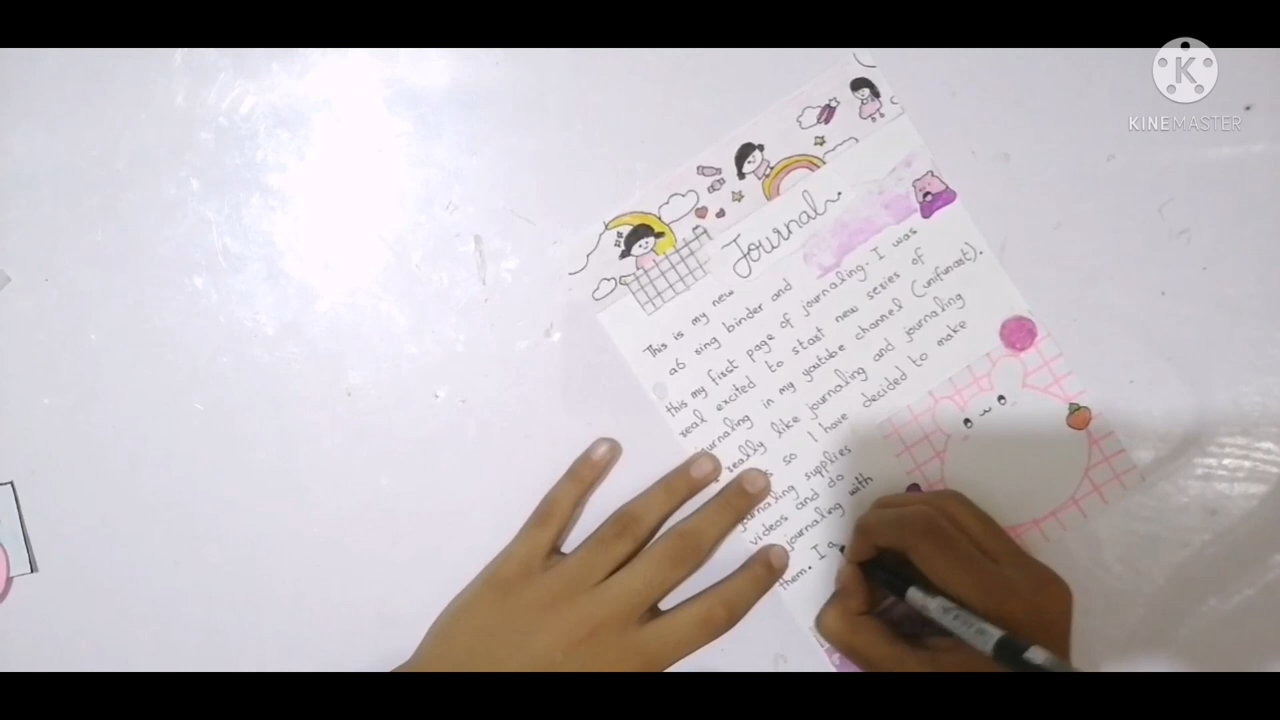 KINEMASTER
Journal.
This is my new
a6 ring binder and
this my first page of journaling. I was
real excited to start new series of
journaling in my youtube channel (unifunast).
really like journaling and journaling
so I have decided to make
journaling supplies
videos and do
journaling with
them. I a